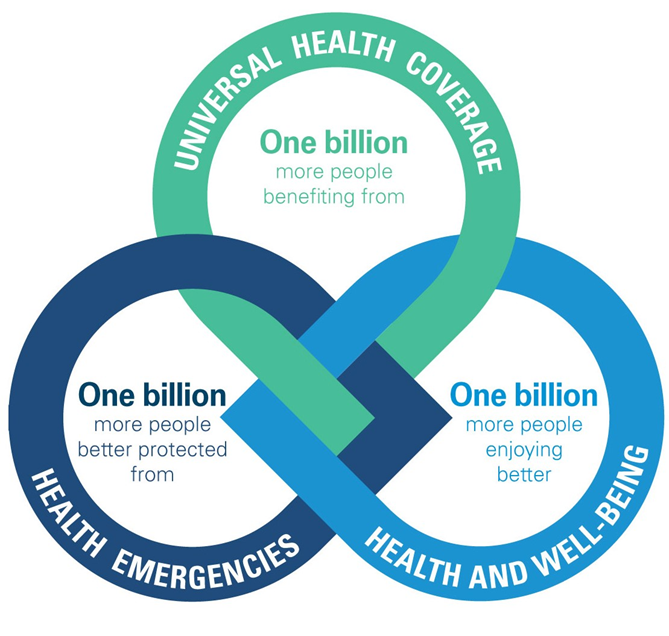 UNIVERSAL HEALTH COVERAGE
One billion
more people
benefiting from
One billion
more people
better protected
from
HEALTH EMERGENCIES
One billion
more people
enjoying
better
HEALTH AND WELL-BEING